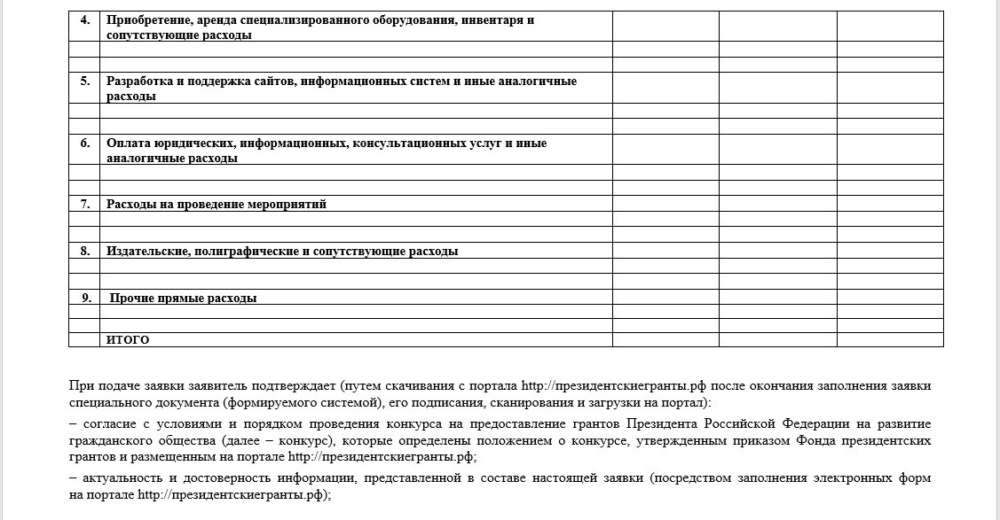 4. Приобретение, аренда специализированного оборудования, инвентаря и
сопутствующие расходы
5. Разработка и поддержка сайтов, информационных систем и иные аналогичные
расходы
6. Оплата юридических, информационных, консультационных услуг и иные
аналогичные расходы
7. Расходы на проведение мероприятий
8. Издательские, полиграфические и сопутствующие расходы
9. Прочие прямые расходы
ИТОГО
При подаче заявки заявитель подтверждает (путем скачивания с портала http://президентскиегранты.рф после окончания заполнения заявки
специального документа (формируемого системой), его подписания, сканирования и загрузки на портал):
– согласие с условиями и порядком проведения конкурса на предоставление грантов Президента Российской Федерации на развитие
гражданского общества (далее – конкурс), которые определены положением о конкурсе, утвержденным приказом Фонда президентских
грантов и размещенным на портале http://президентскиегранты.рф;
– актуальность и достоверность информации, представленной в составе настоящей заявки (посредством заполнения электронных форм
на портале http://президентскиегранты.рф);